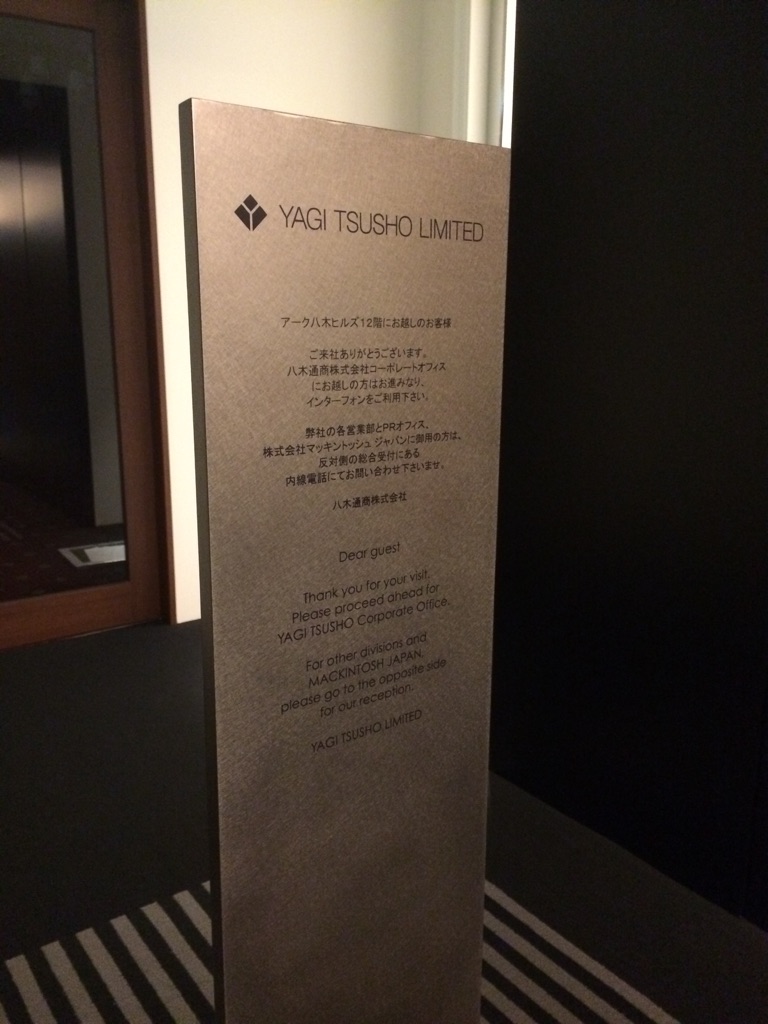 YAGI TSUSHO LIMITED
アーク八木ヒルズ12階にお越しのお客様
ご来社ありがとうございます。
八木通商株式会社コーポレートオフィス
にお越しの方はお進みなり、
インターフォンをご利用下さい。
弊社の各営業部とPRオフィス、
株式会社マッキントッシュ ジャパンに御用の方は、
反対側の総合受付にある
内線電話にてお問い合わせ下さいませ。
八木通商株式会社
Dear guest
Thank you for your visit.
Please proceed ahead for
YAGI TSUSHO Corporate Office.
For other divisions and
MACKINTOSH JAPAN,
please go to the opposite side
for our reception.
YAGI TSUSHO LIMITED